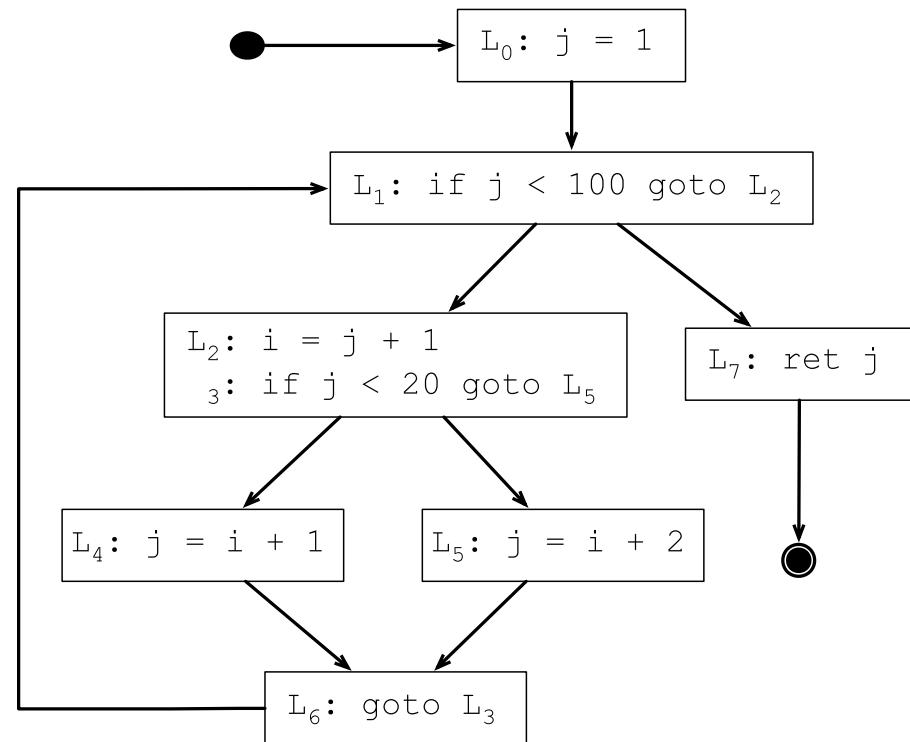 L₀: j = 1
L₁: if j < 100 goto L₂
L₂: i = j + 1
₃: if j < 20 goto L₅
L₇: ret j
L₄: j = i + 1
L₅: j = i + 2
L₆: goto L₃